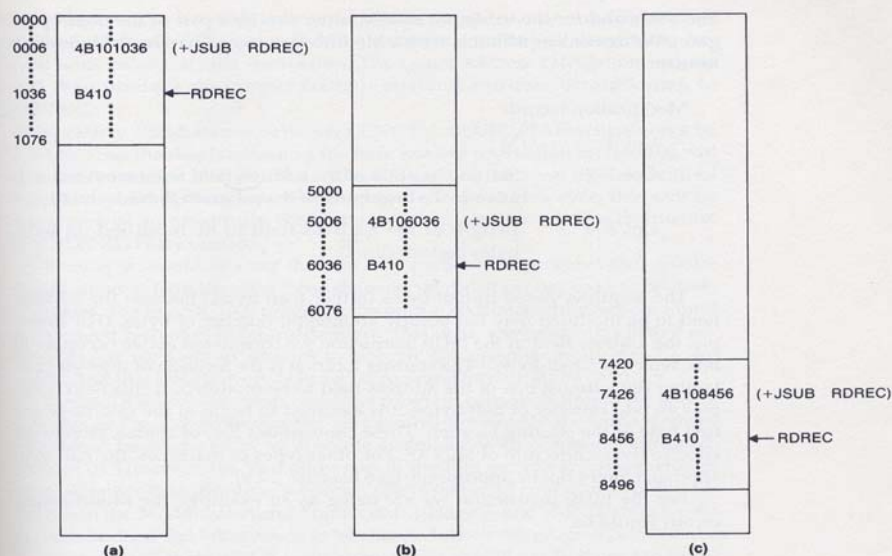 0000
0006 4B101036 (+JSUB RDREC)
1036 B410 RDREC
1076
5000
5006 4B106036 (+JSUB RDREC)
6036 B410 RDREC
6076
7420
7426 4B108456 (+JSUB RDREC)
8456 B410 RDREC
8496
(a) (b) (c)